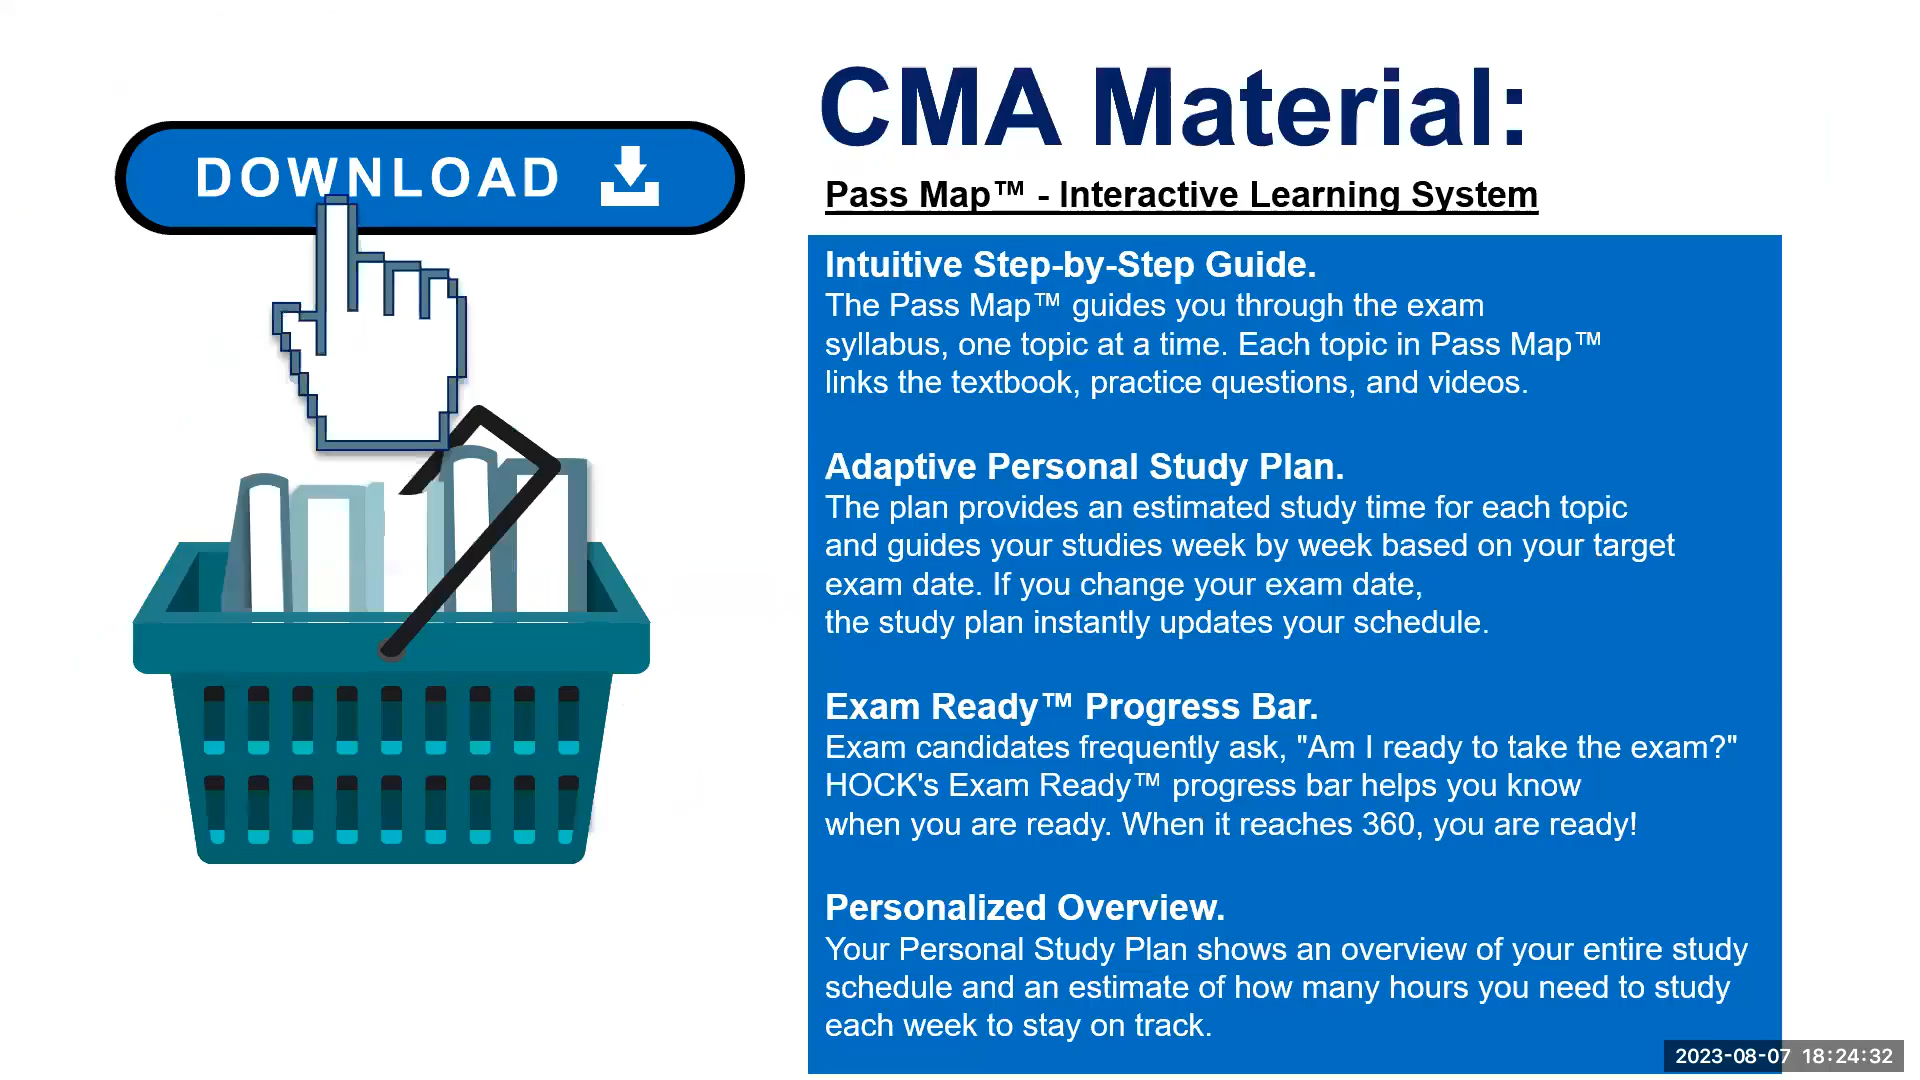 DOWNLOAD
CMA Material:
Pass Map™ - Interactive Learning System
Intuitive Step-by-Step Guide.
The Pass Map™ guides you through the exam
syllabus, one topic at a time. Each topic in Pass Map™
links the textbook, practice questions, and videos.
Adaptive Personal Study Plan.
The plan provides an estimated study time for each topic
and guides your studies week by week based on your target
exam date. If you change your exam date,
the study plan instantly updates your schedule.
Exam Ready™ Progress Bar.
Exam candidates frequently ask, "Am I ready to take the exam?"
HOCK's Exam Ready™ progress bar helps you know
when you are ready. When it reaches 360, you are ready!
Personalized Overview.
Your Personal Study Plan shows an overview of your entire study
schedule and an estimate of how many hours you need to study
each week to stay on track.
2023-08-07 18:24:32